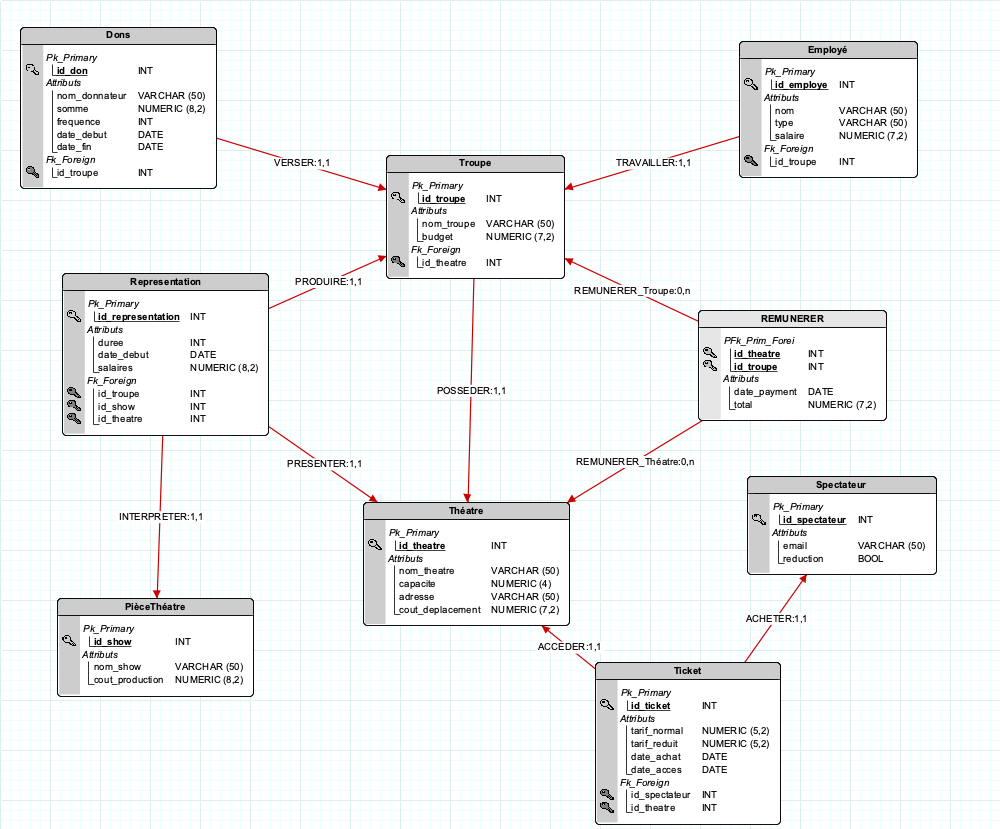 Dons
Pk_Primary
id_don INT
Attributs
nom_donnateur VARCHAR (50)
somme NUMERIC (8,2)
frequence INT
date_debut DATE
date_fin DATE
Fk_Foreign
id_troupe INT
Employé
Pk_Primary
id_employe INT
Attributs
nom VARCHAR (50)
type VARCHAR (50)
salaire NUMERIC (7,2)
Fk_Foreign
id_troupe INT
VERSER:1,1
TRAVAILLER:1,1
Troupe
Pk_Primary
id_troupe INT
Attributs
nom_troupe VARCHAR (50)
budget NUMERIC (7,2)
Fk_Foreign
id_theatre INT
Representation
Pk_Primary
id_representation INT
Attributs
duree INT
date_debut DATE
salaires NUMERIC (8,2)
Fk_Foreign
id_troupe INT
id_show INT
id_theatre INT
PRODUIRE:1,1
REMUNERER_Troupe:0,n
REMUNERER
PFk_Prim_Forei
id_theatre INT
id_troupe INT
Attributs
date_payment DATE
total NUMERIC (7,2)
POSSEDER:1,1
PRESENTER:1,1
REMUNERER_Théatre:0,n
INTERPRETER:1,1
Théatre
Pk_Primary
id_theatre INT
Attributs
nom_theatre VARCHAR (50)
capacite NUMERIC (4)
adresse VARCHAR (50)
cout_deplacement NUMERIC (7,2)
Spectateur
Pk_Primary
id_spectateur INT
Attributs
email VARCHAR (50)
reduction BOOL
PièceThéatre
Pk_Primary
id_show INT
Attributs
nom_show VARCHAR (50)
cout_production NUMERIC (8,2)
ACHETER:1,1
ACCEDER:1,1
Ticket
Pk_Primary
id_ticket INT
Attributs
tarif_normal NUMERIC (5,2)
tarif_reduit NUMERIC (5,2)
date_achat DATE
date_acces DATE
Fk_Foreign
id_spectateur INT
id_theatre INT